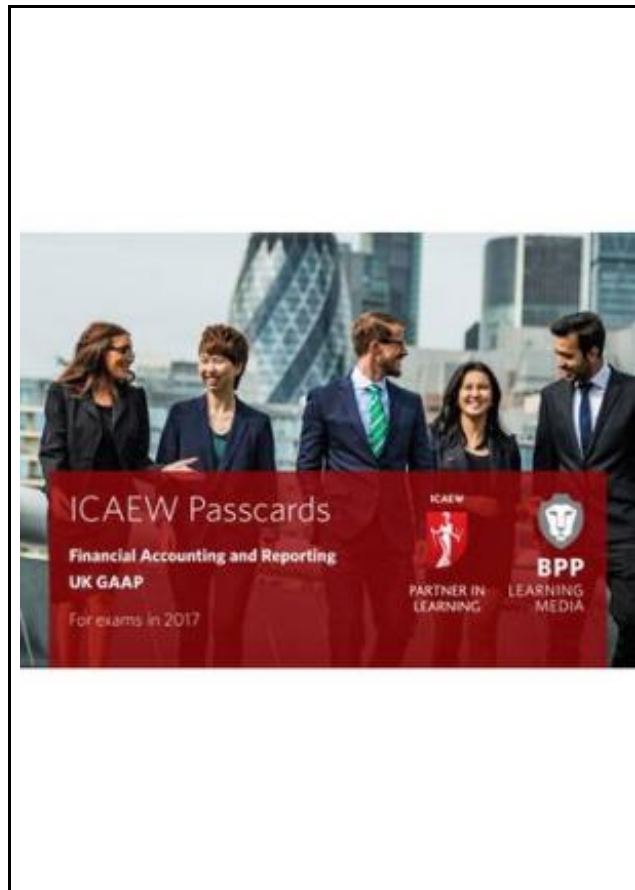 ICAEW Passcards
Financial Accounting and Reporting
UK GAAP
For exams in 2017
ICAEW
PARTNER IN
LEARNING
BPP
LEARNING
MEDIA